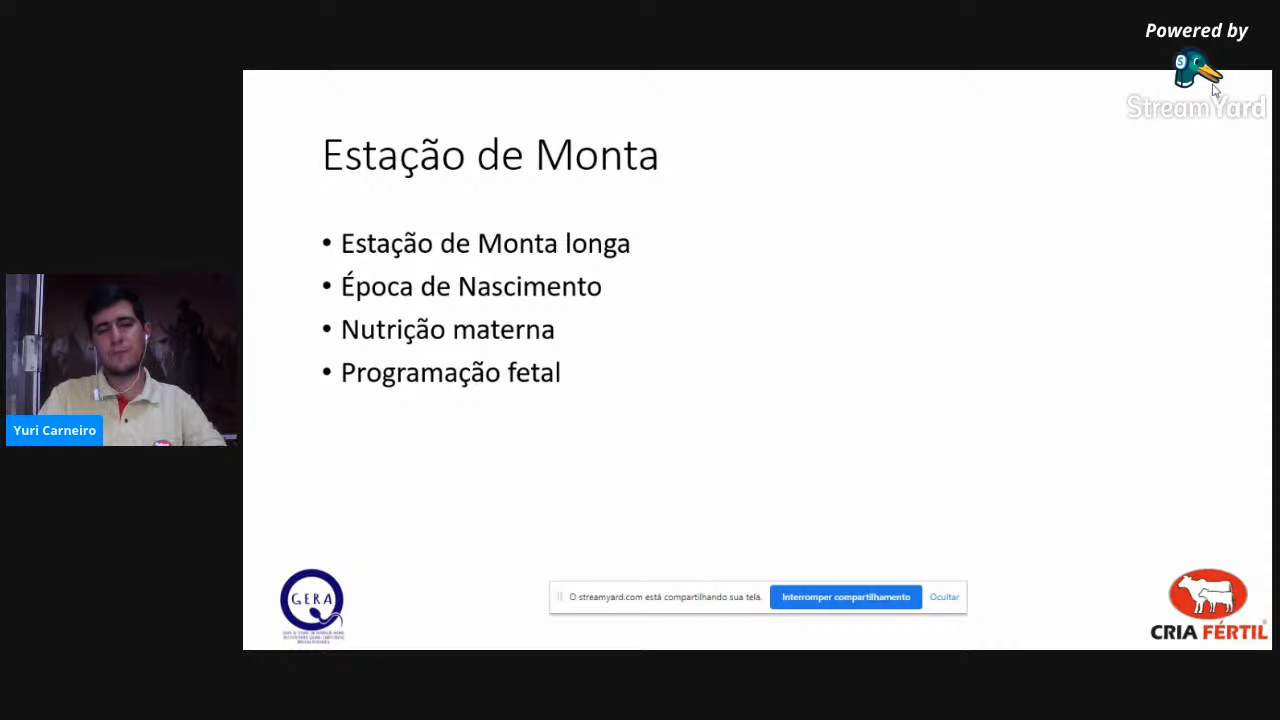 Powered by
StreamYard
Estação de Monta
• Estação de Monta longa
• Época de Nascimento
• Nutrição materna
• Programação fetal
Yuri Carneiro
GERA
O streamyard.com está compartilhando sua tela.
Interromper compartilhamento
Ocultar
CRIA FÉRTIL